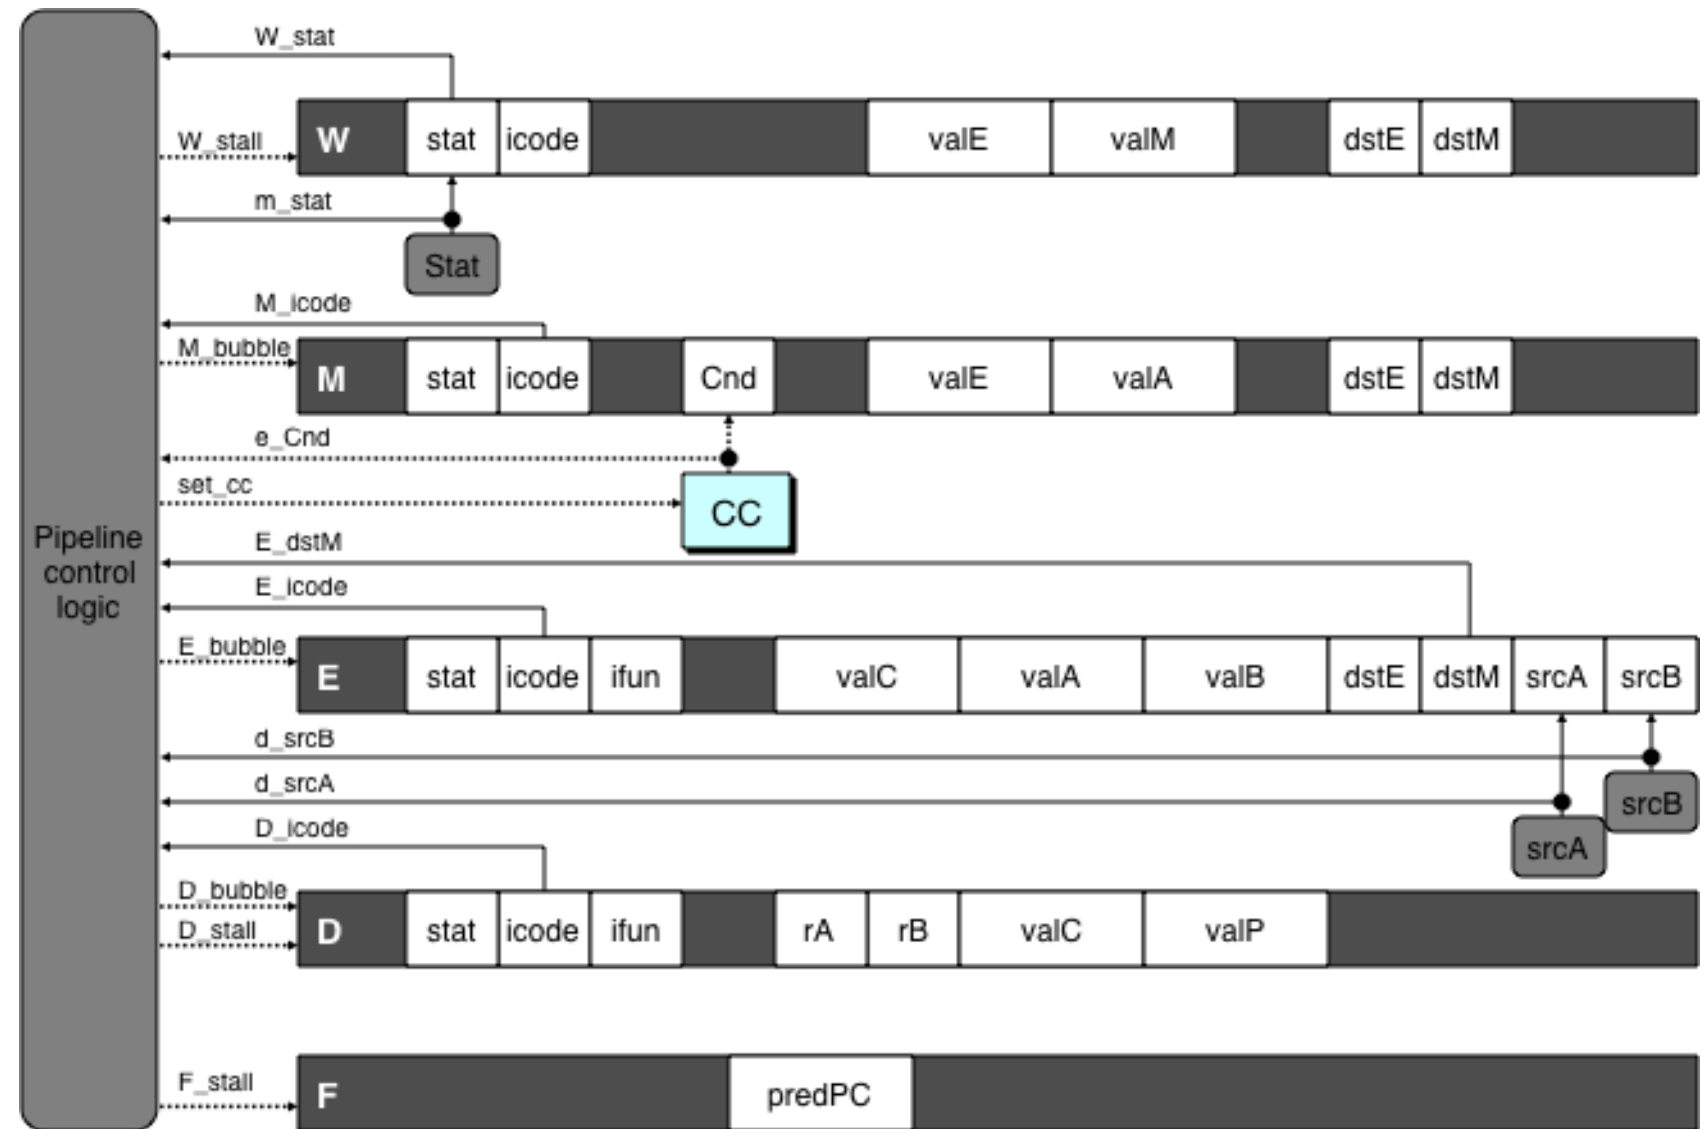 W_stat
W_stall
W stat icode valE valM dstE dstM
m_stat
Stat
M_icode
M_bubble
M stat icode Cnd valE valA dstE dstM
e_Cnd
set_cc
CC
Pipeline
control
logic
E_dstM
E_icode
E_bubble
E stat icode ifun valC valA valB dstE dstM srcA srcB
d_srcB
d_srcA
srcB
D_icode
srcA
D_bubble
D_stall
D stat icode ifun rA rB valC valP
F_stall
F predPC